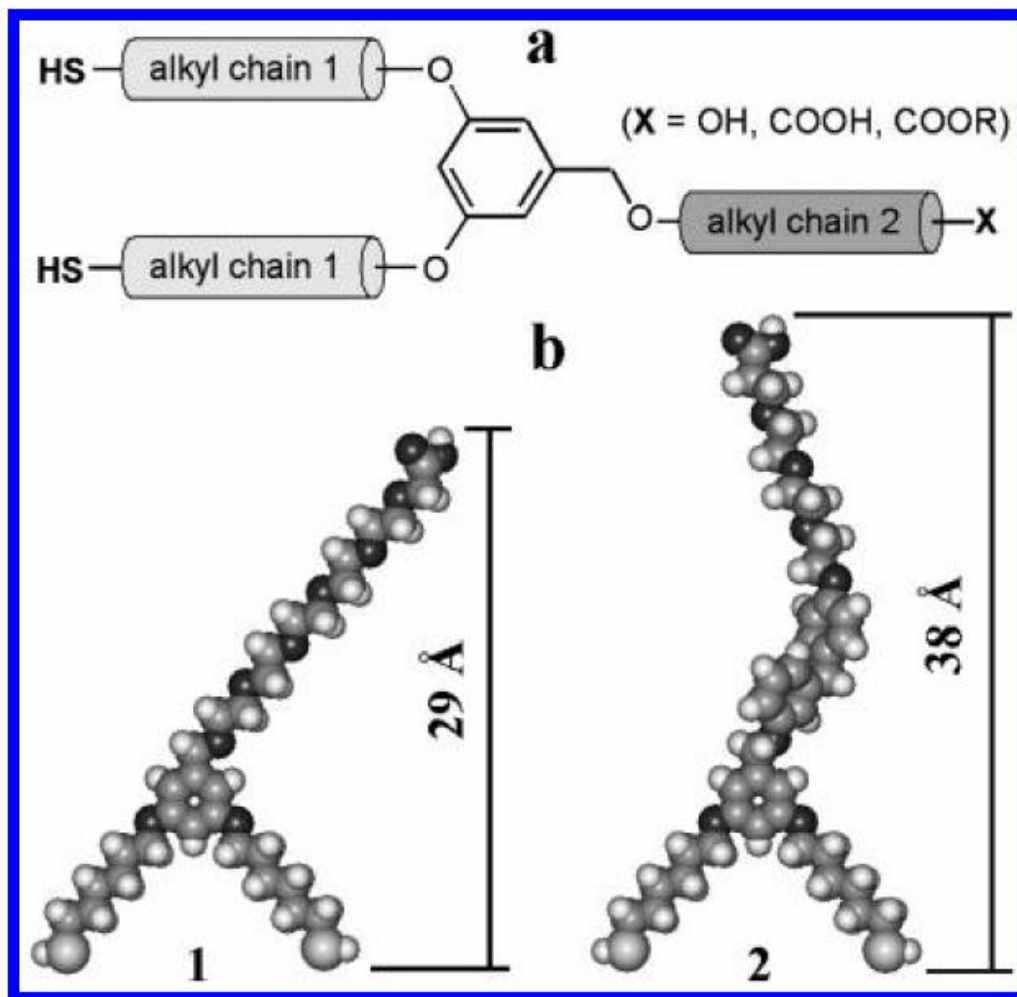 a
HS alkyl chain 1 O
(X = OH, COOH, COOR)
O alkyl chain 2 X
HS alkyl chain 1 O
b
29 Å
38 Å
1
2